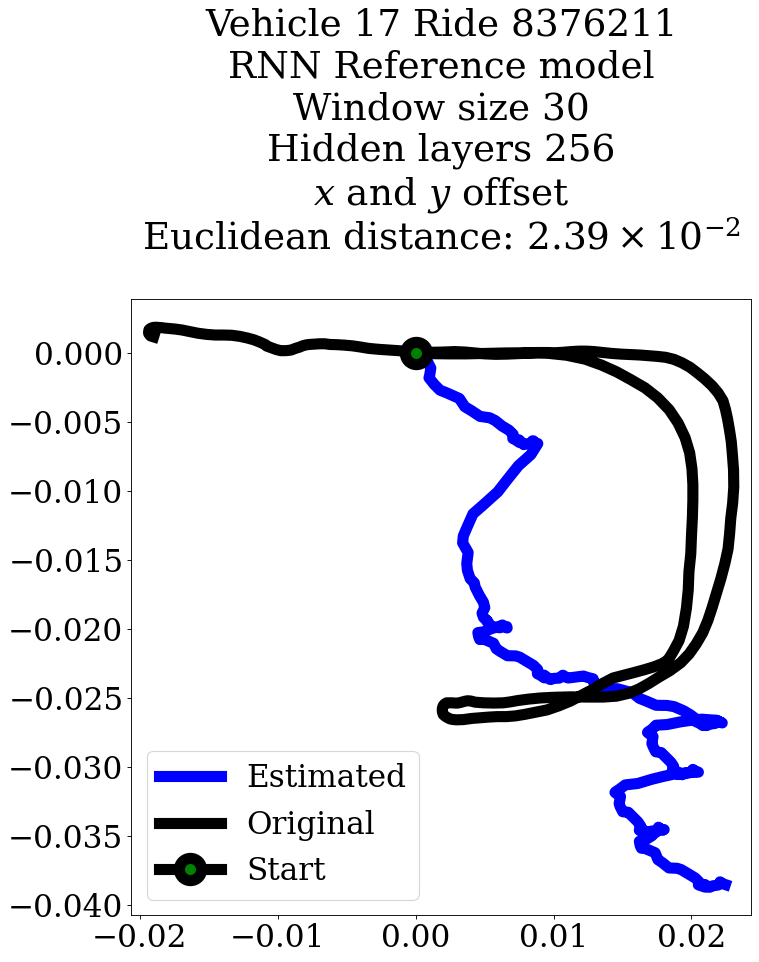 Vehicle 17 Ride 8376211
RNN Reference model
Window size 30
Hidden layers 256
x and y offset
Euclidean distance: 2.39 × 10⁻²
0.000
−0.005
−0.010
−0.015
−0.020
−0.025
−0.030
−0.035
−0.040
Estimated
Original
Start
−0.02 −0.01 0.00 0.01 0.02